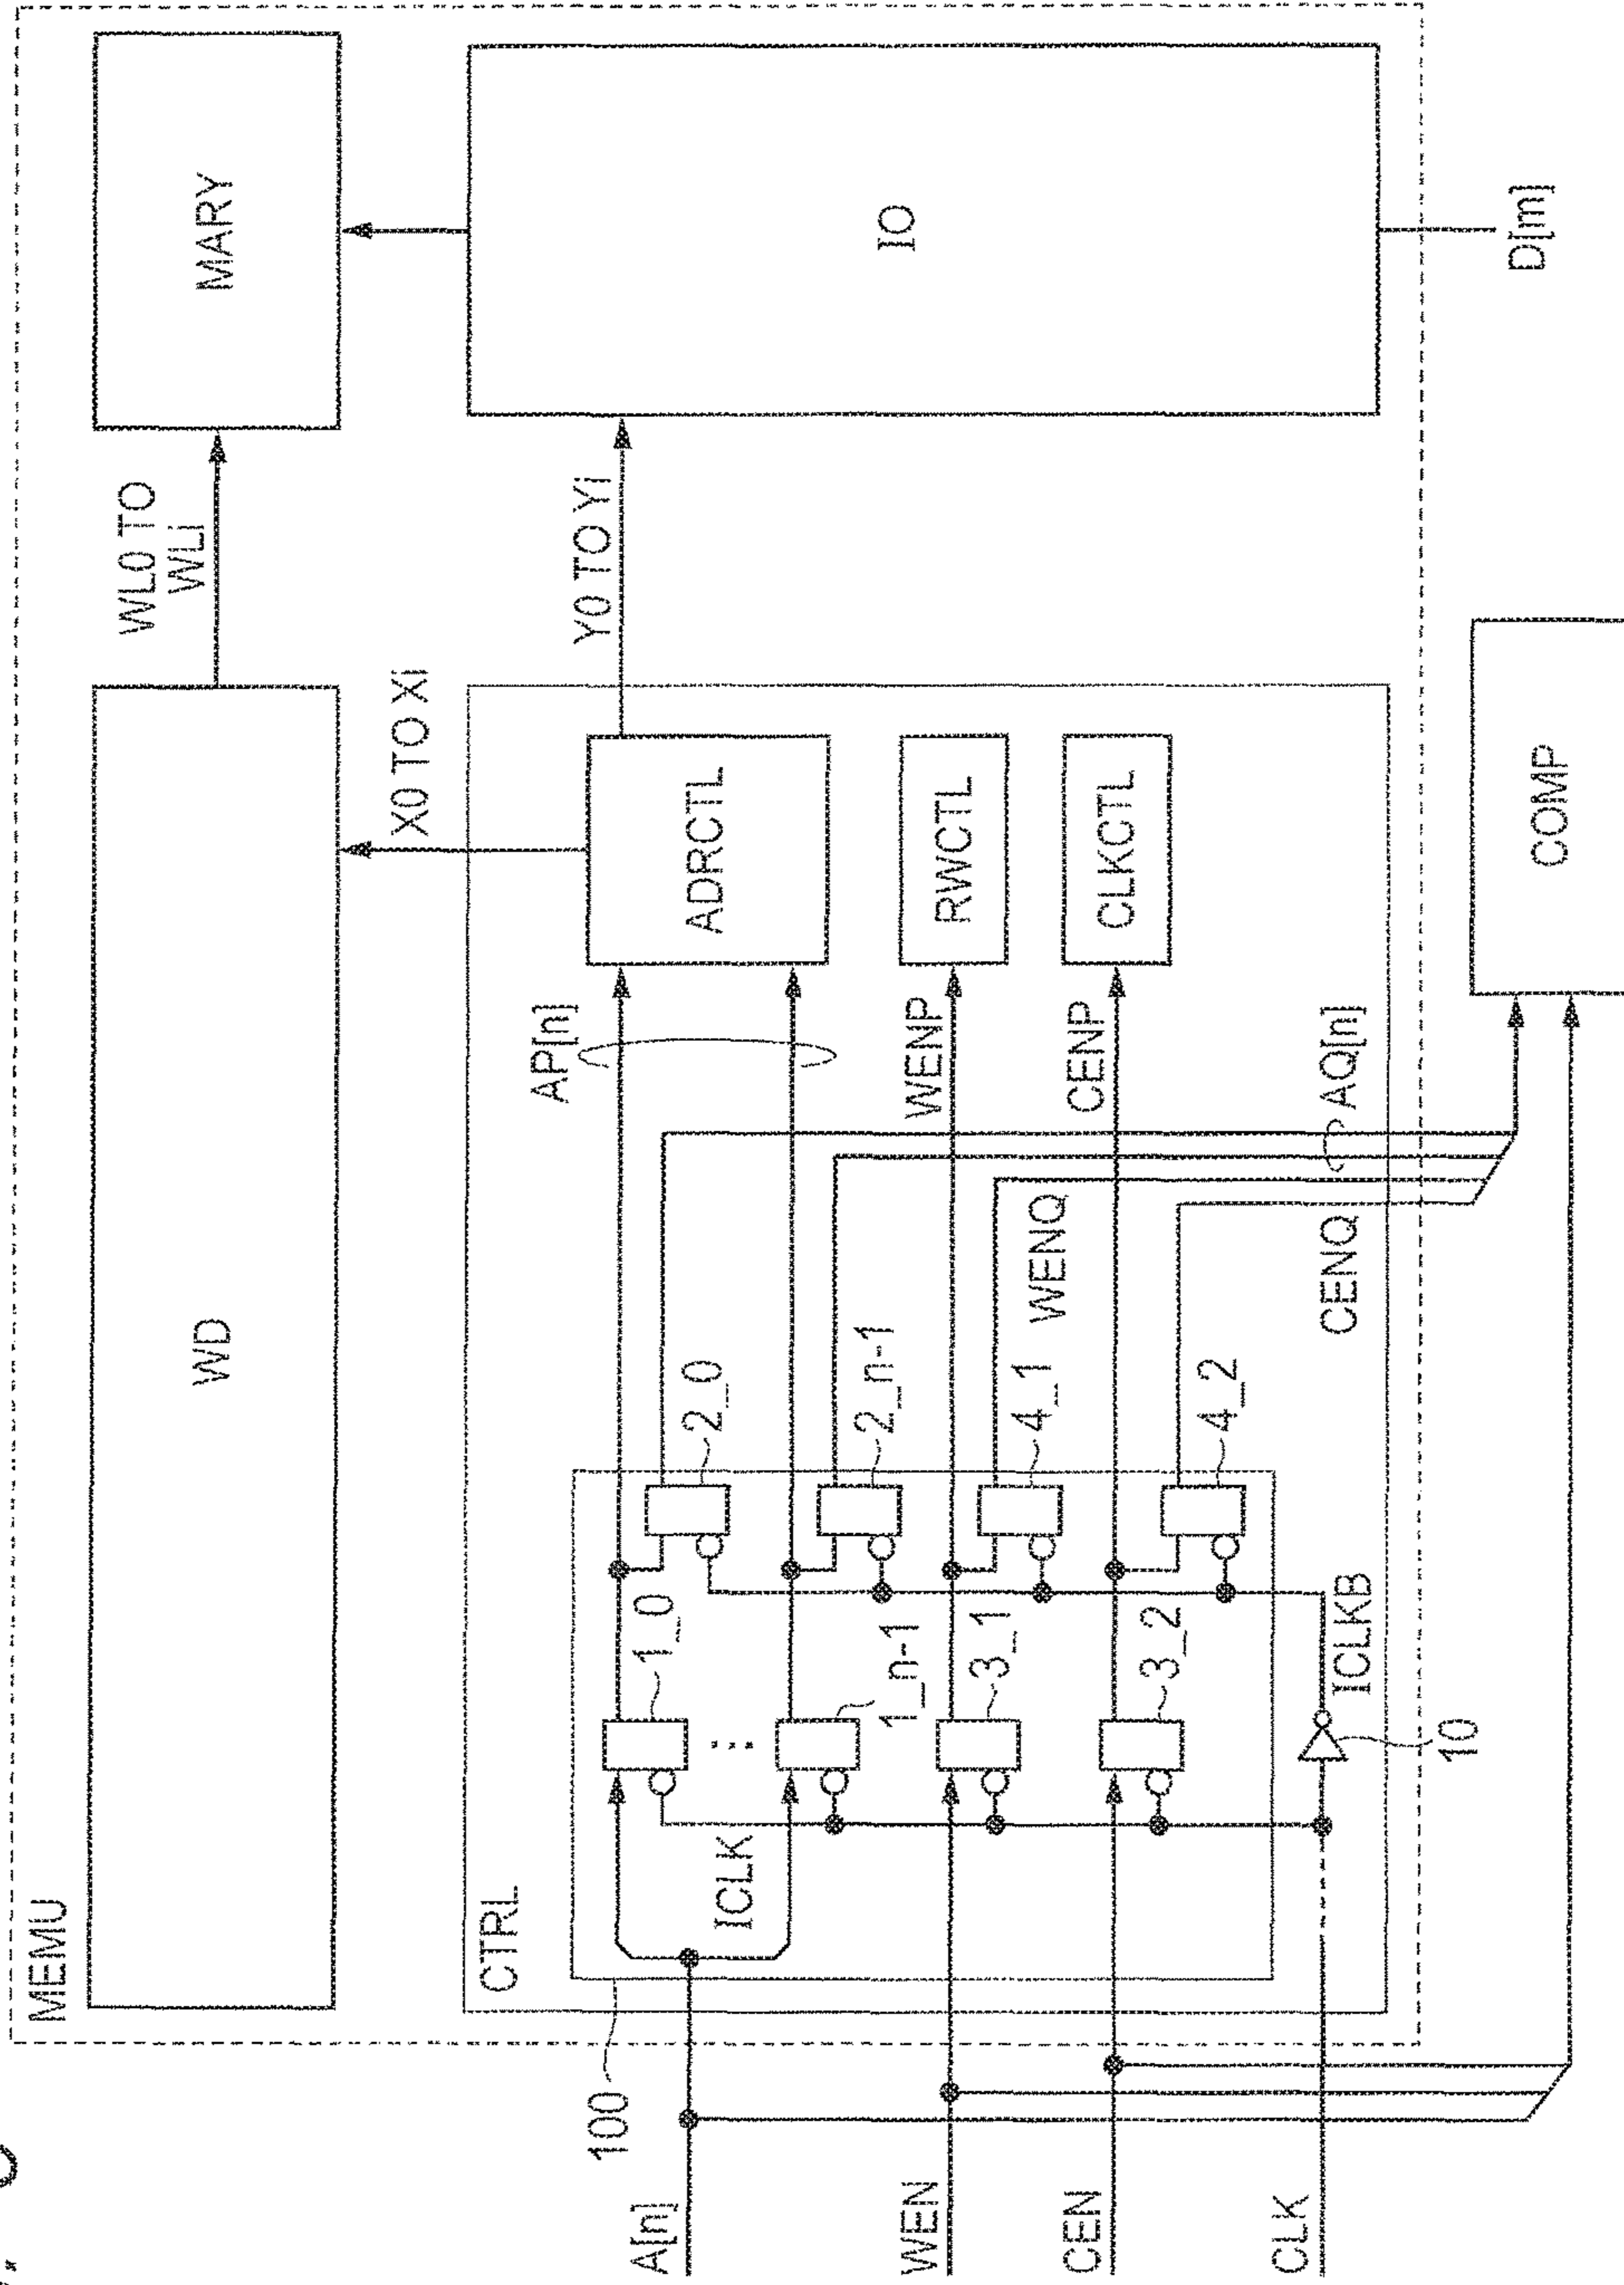 MEMU
WD
WL0 TO
WLi
MARY
X0 TO Xi
Y0 TO Yi
IO
D[m]
CTRL
100
ICLK
1_0
1_n-1
3_1
3_2
2_0
2_n-1
4_1
4_2
10
ICLKB
AP[n]
WENP
CENP
WENQ
CENQ
AQ[n]
ADRCTL
RWCTL
CLKCTL
COMP
A[n]
WEN
CEN
CLK